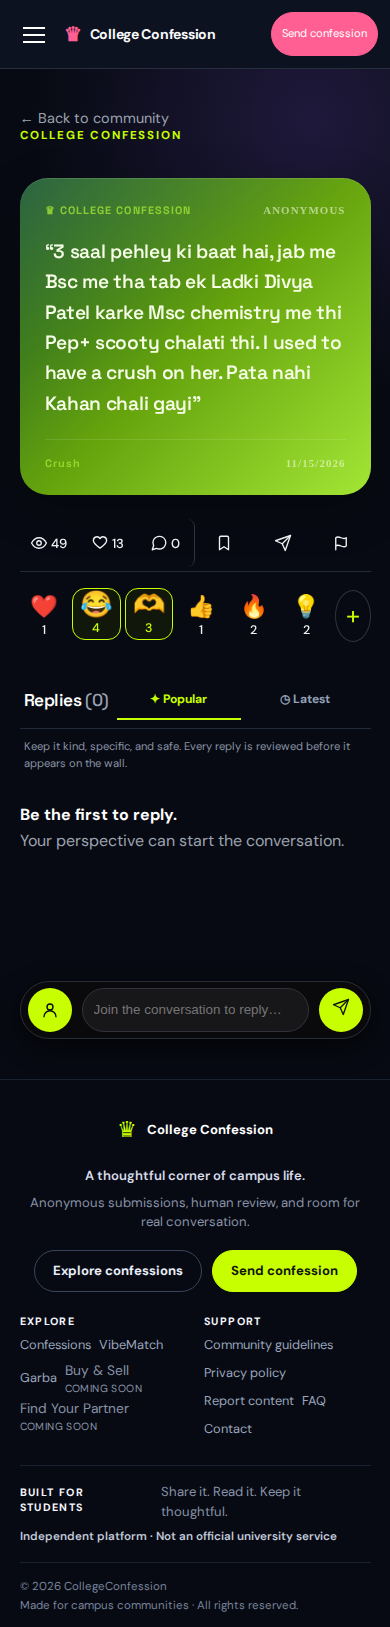 College Confession
Send confession
← Back to community
COLLEGE CONFESSION
♛ COLLEGE CONFESSION
ANONYMOUS
“3 saal pehley ki baat hai, jab me
Bsc me tha tab ek Ladki Divya
Patel karke Msc chemistry me thi
Pep+ scooty chalati thi. I used to
have a crush on her. Pata nahi
Kahan chali gayi”
Crush
11/15/2026
49 13 0
1 4 3 1 2 2 +
Replies (0) ✦ Popular ◷ Latest
Keep it kind, specific, and safe. Every reply is reviewed before it
appears on the wall.
Be the first to reply.
Your perspective can start the conversation.
Join the conversation to reply…
College Confession
A thoughtful corner of campus life.
Anonymous submissions, human review, and room for
real conversation.
Explore confessions
Send confession
EXPLORE
Confessions VibeMatch
Garba Buy & Sell
COMING SOON
Find Your Partner
COMING SOON
SUPPORT
Community guidelines
Privacy policy
Report content FAQ
Contact
BUILT FOR
STUDENTS
Share it. Read it. Keep it
thoughtful.
Independent platform · Not an official university service
© 2026 CollegeConfession
Made for campus communities · All rights reserved.